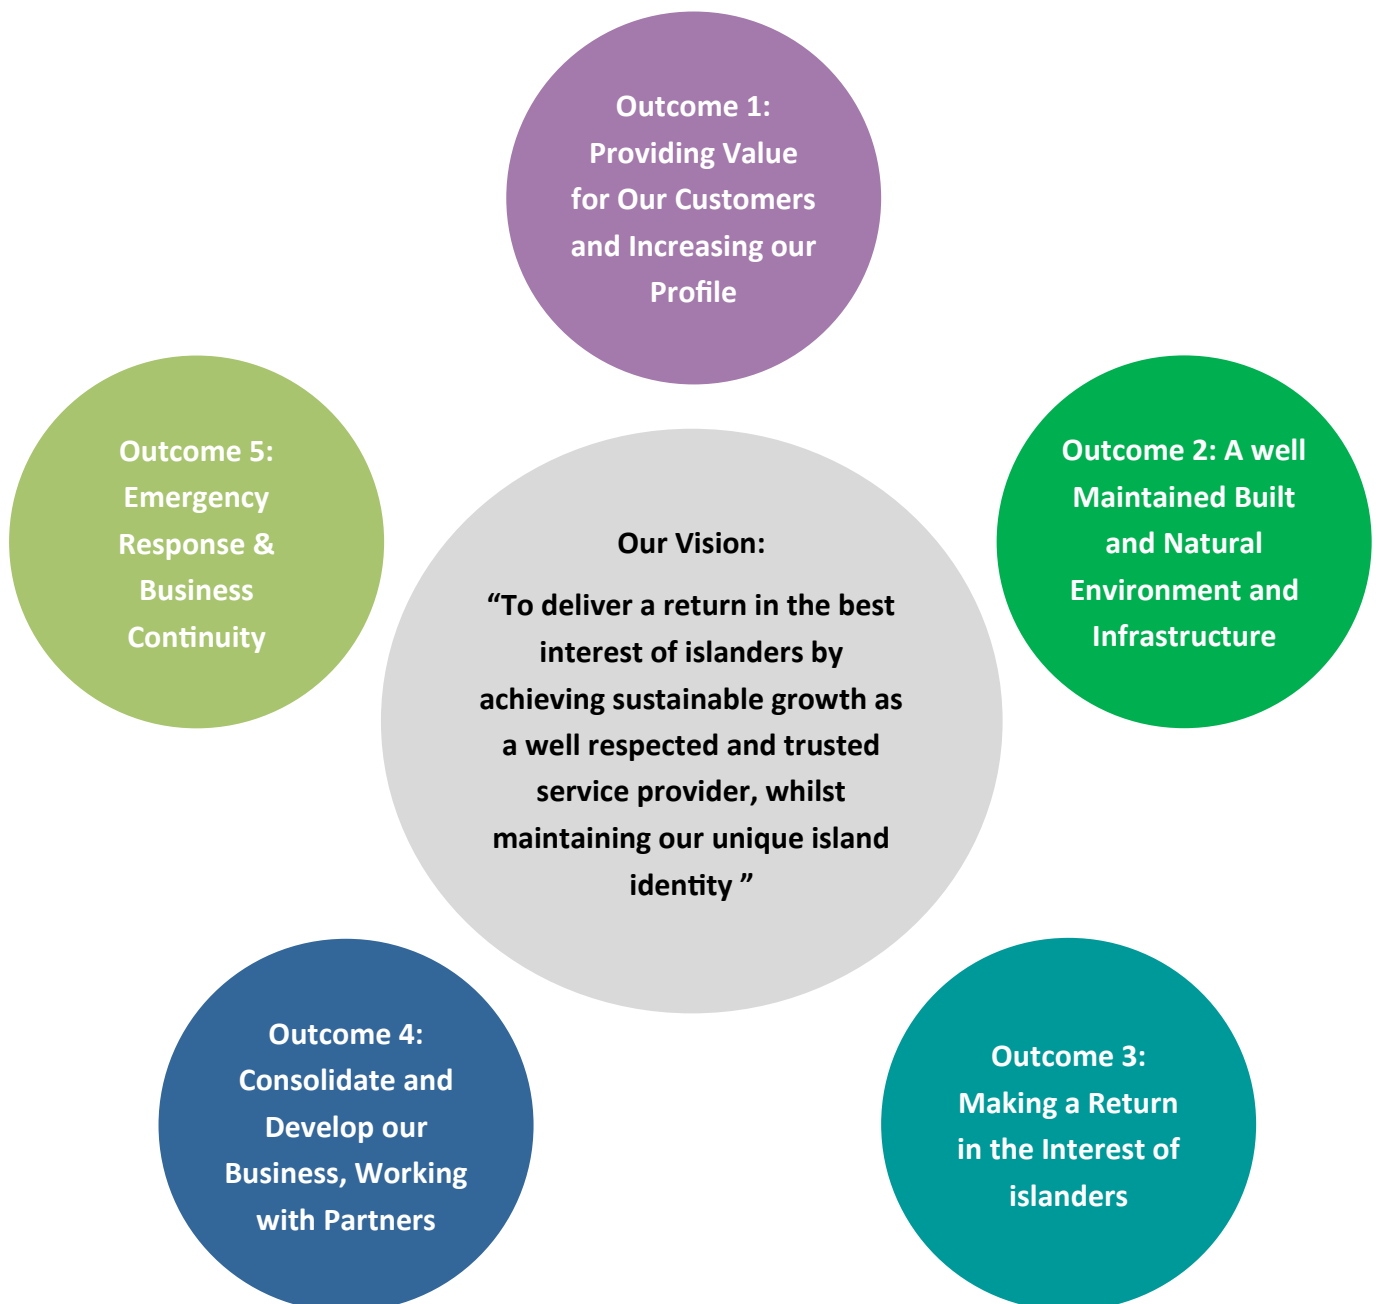 Outcome 1:
Providing Value
for Our Customers
and Increasing our
Profile
Outcome 2: A well
Maintained Built
and Natural
Environment and
Infrastructure
Outcome 5:
Emergency
Response &
Business
Continuity
Our Vision:
“To deliver a return in the best
interest of islanders by
achieving sustainable growth as
a well respected and trusted
service provider, whilst
maintaining our unique island
identity ”
Outcome 4:
Consolidate and
Develop our
Business, Working
with Partners
Outcome 3:
Making a Return
in the Interest of
islanders